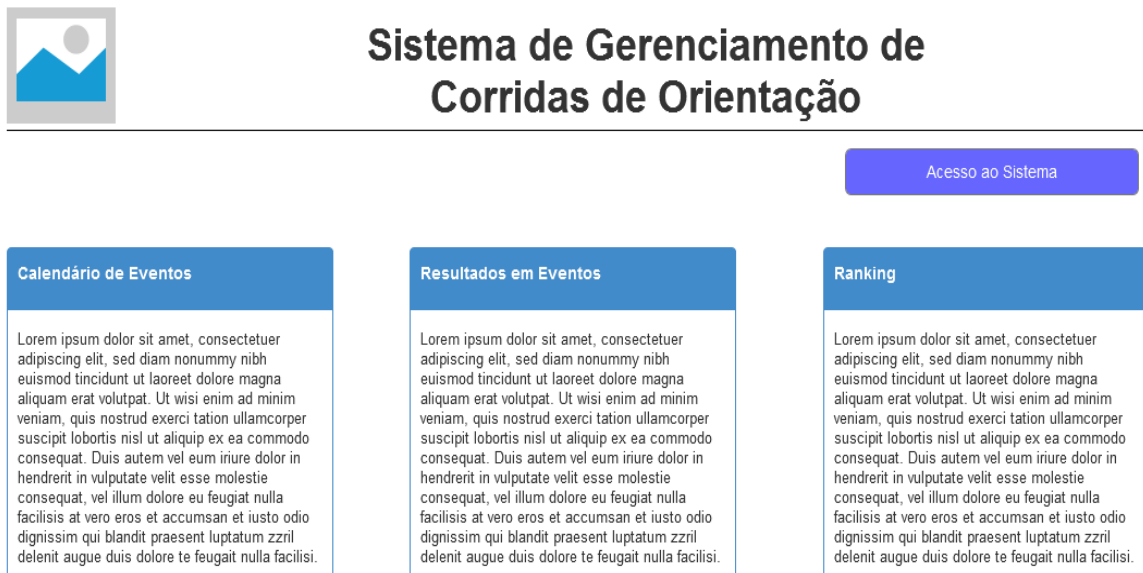 Sistema de Gerenciamento de
Corridas de Orientação
Acesso ao Sistema
Calendário de Eventos
Lorem ipsum dolor sit amet, consectetuer
adipiscing elit, sed diam nonummy nibh
euismod tincidunt ut laoreet dolore magna
aliquam erat volutpat. Ut wisi enim ad minim
veniam, quis nostrud exerci tation ullamcorper
suscipit lobortis nisl ut aliquip ex ea commodo
consequat. Duis autem vel eum iriure dolor in
hendrerit in vulputate velit esse molestie
consequat, vel illum dolore eu feugiat nulla
facilisis at vero eros et accumsan et iusto odio
dignissim qui blandit praesent luptatum zzril
delenit augue duis dolore te feugait nulla facilisi.
Resultados em Eventos
Lorem ipsum dolor sit amet, consectetuer
adipiscing elit, sed diam nonummy nibh
euismod tincidunt ut laoreet dolore magna
aliquam erat volutpat. Ut wisi enim ad minim
veniam, quis nostrud exerci tation ullamcorper
suscipit lobortis nisl ut aliquip ex ea commodo
consequat. Duis autem vel eum iriure dolor in
hendrerit in vulputate velit esse molestie
consequat, vel illum dolore eu feugiat nulla
facilisis at vero eros et accumsan et iusto odio
dignissim qui blandit praesent luptatum zzril
delenit augue duis dolore te feugait nulla facilisi.
Ranking
Lorem ipsum dolor sit amet, consectetuer
adipiscing elit, sed diam nonummy nibh
euismod tincidunt ut laoreet dolore magna
aliquam erat volutpat. Ut wisi enim ad minim
veniam, quis nostrud exerci tation ullamcorper
suscipit lobortis nisl ut aliquip ex ea commodo
consequat. Duis autem vel eum iriure dolor in
hendrerit in vulputate velit esse molestie
consequat, vel illum dolore eu feugiat nulla
facilisis at vero eros et accumsan et iusto odio
dignissim qui blandit praesent luptatum zzril
delenit augue duis dolore te feugait nulla facilisi.